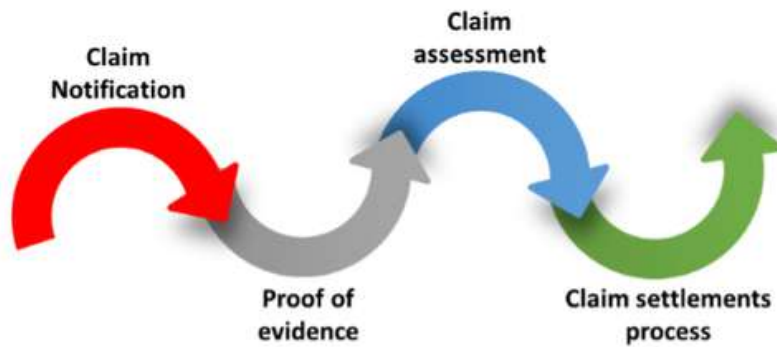 Claim
Notification
Proof of
evidence
Claim
assessment
Claim settlements
process